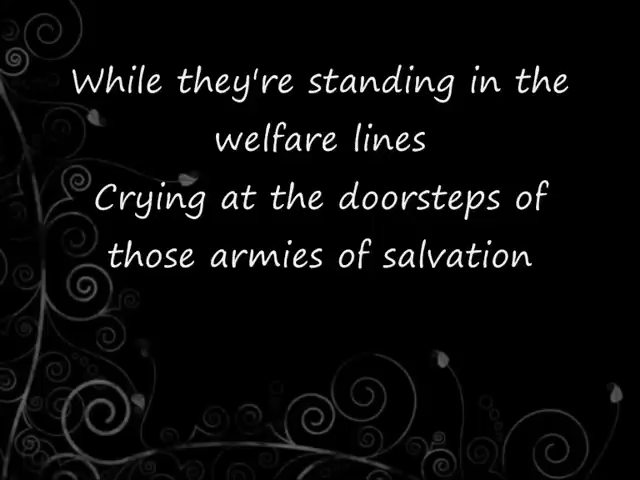 While they're standing in the
welfare lines
Crying at the doorsteps of
those armies of salvation